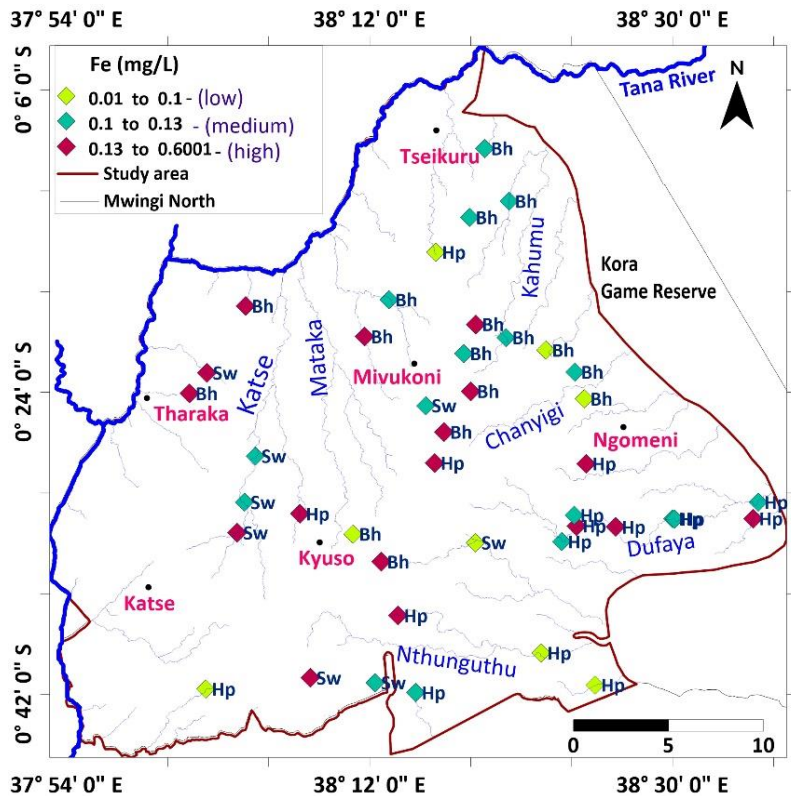 37° 54' 0" E
38° 12' 0" E
38° 30' 0" E
0° 6' 0" S
Fe (mg/L)
0.01 to 0.1 - (low)
0.1 to 0.13 - (medium)
0.13 to 0.6001 - (high)
Study area
Mwingi North
Tana River
N
Tseikuru
Bh
Bh
Bh
Kahumu
Hp
Kora
Game Reserve
Bh
Bh
Bh
Bh
Bh
Mataka
Bh
Bh
Mivukoni
Bh
Sw
Katse
Bh
Bh
Bh
0° 24' 0" S
Tharaka
Sw
Chanyigi
Bh
Ngomeni
Sw
Hp
Hp
Sw
Hp
Hp
Hp
Hp
Hp
Hp
Hp
Sw
Bh
Kyuso
Sw
Hp
Dufaya
Bh
Katse
Hp
Nthunguthu
Hp
Hp
Sw
Sw
Hp
Hp
0° 42' 0" S
0
5
10
37° 54' 0" E
38° 12' 0" E
38° 30' 0" E